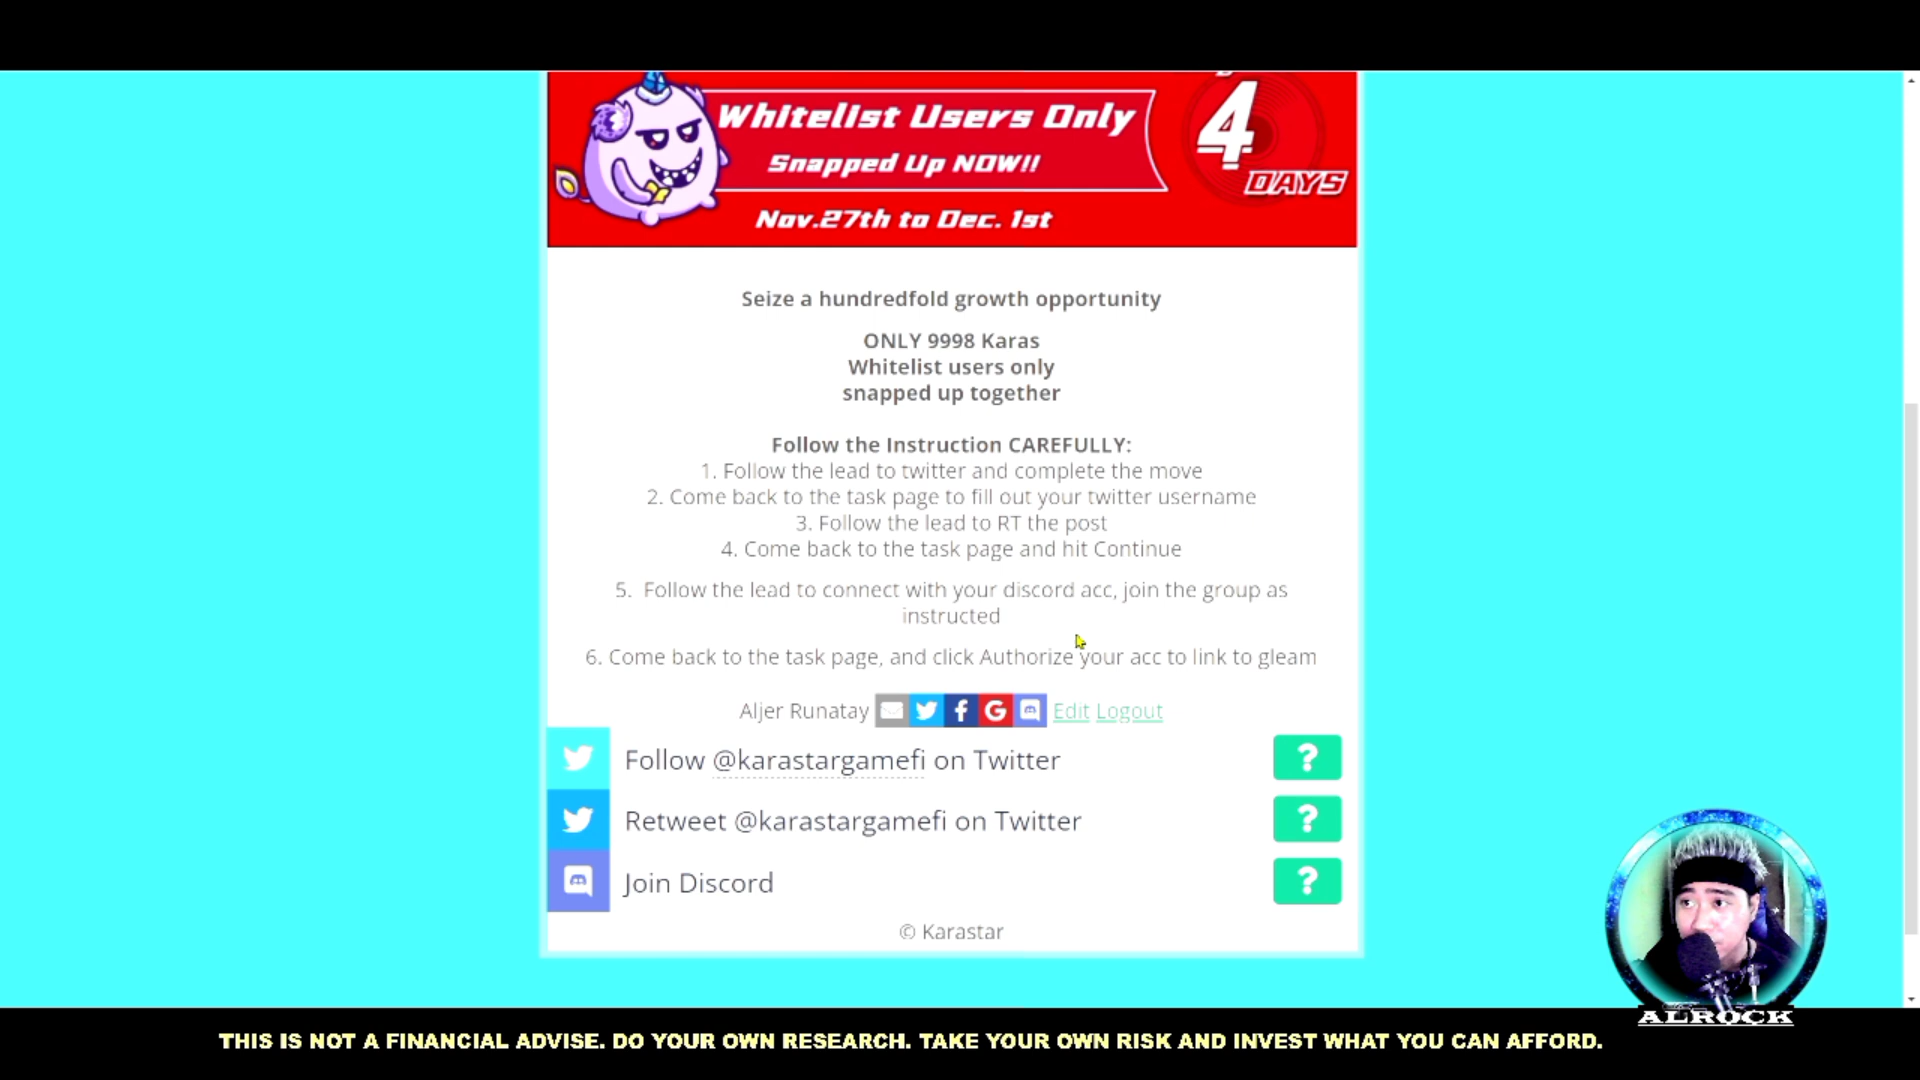 Whitelist Users Only
Snapped Up NOW!!
Nov.27th to Dec. 1st
4
DAYS
Seize a hundredfold growth opportunity
ONLY 9998 Karas
Whitelist users only
snapped up together
Follow the Instruction CAREFULLY:
1. Follow the lead to twitter and complete the move
2. Come back to the task page to fill out your twitter username
3. Follow the lead to RT the post
4. Come back to the task page and hit Continue
5. Follow the lead to connect with your discord acc, join the group as
instructed
6. Come back to the task page, and click Authorize your acc to link to gleam
Aljer Runatay Edit Logout
Follow @karastargamefi on Twitter ?
Retweet @karastargamefi on Twitter ?
Join Discord ?
© Karastar
ALROCK
THIS IS NOT A FINANCIAL ADVISE. DO YOUR OWN RESEARCH. TAKE YOUR OWN RISK AND INVEST WHAT YOU CAN AFFORD.